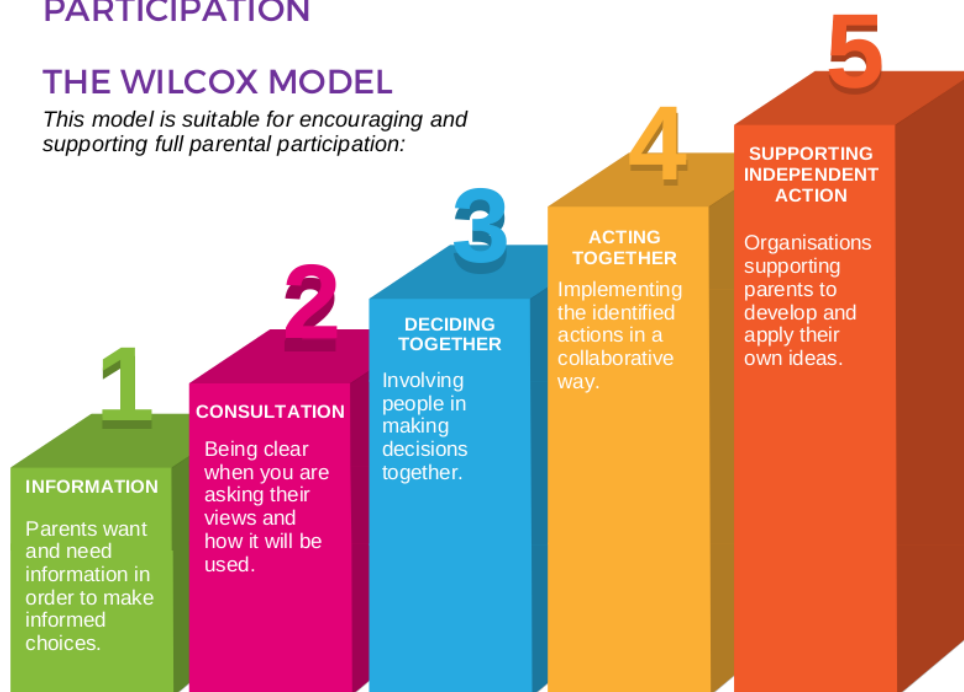 PARTICIPATION
THE WILCOX MODEL
This model is suitable for encouraging and
supporting full parental participation:
1
INFORMATION
Parents want
and need
information in
order to make
informed
choices.
2
CONSULTATION
Being clear
when you are
asking their
views and
how it will be
used.
3
DECIDING
TOGETHER
Involving
people in
making
decisions
together.
4
ACTING
TOGETHER
Implementing
the identified
actions in a
collaborative
way.
5
SUPPORTING
INDEPENDENT
ACTION
Organisations
supporting
parents to
develop and
apply their
own ideas.